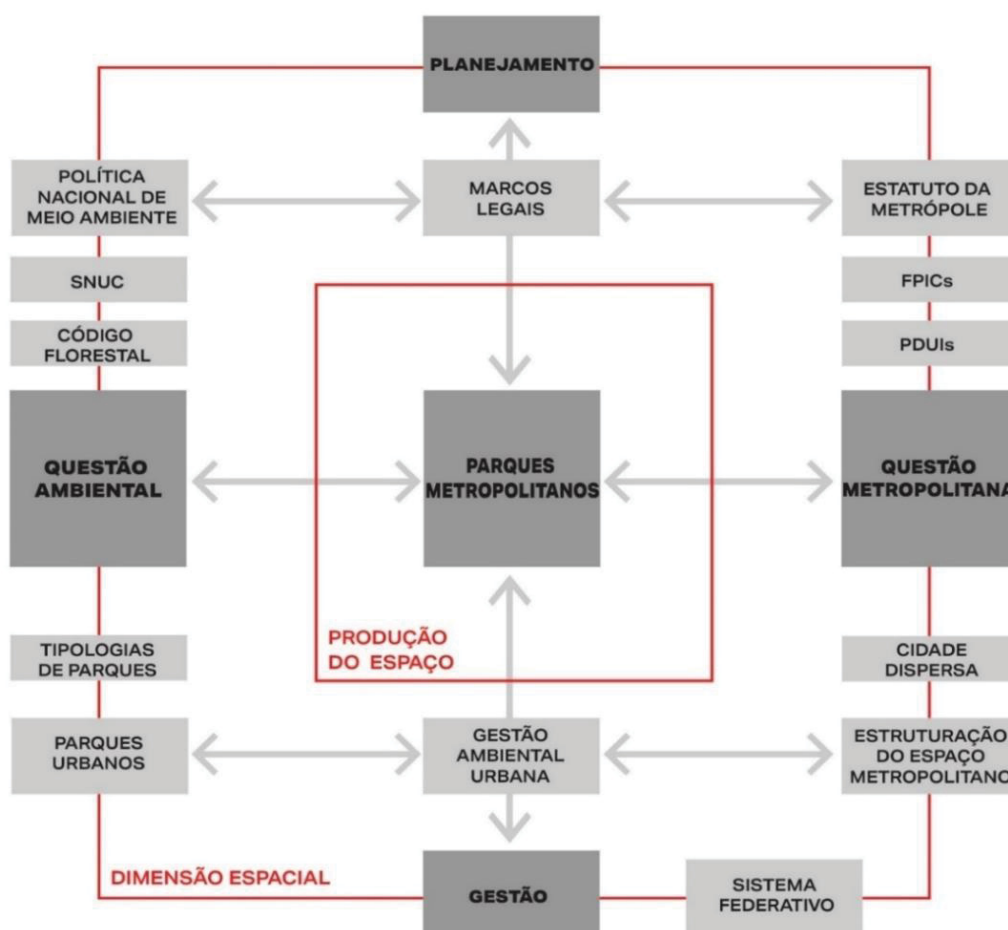 PLANEJAMENTO
POLÍTICA
NACIONAL DE
MEIO AMBIENTE
MARCOS
LEGAIS
ESTATUTO DA
METRÓPOLE
SNUC
FPICs
CÓDIGO
FLORESTAL
PDUIs
QUESTÃO
AMBIENTAL
PARQUES
METROPOLITANOS
QUESTÃO
METROPOLITANA
PRODUÇÃO
DO ESPAÇO
TIPOLOGIAS
DE PARQUES
CIDADE
DISPERSA
PARQUES
URBANOS
GESTÃO
AMBIENTAL
URBANA
ESTRUTURAÇÃO
DO ESPAÇO
METROPOLITANO
DIMENSÃO ESPACIAL
GESTÃO
SISTEMA
FEDERATIVO